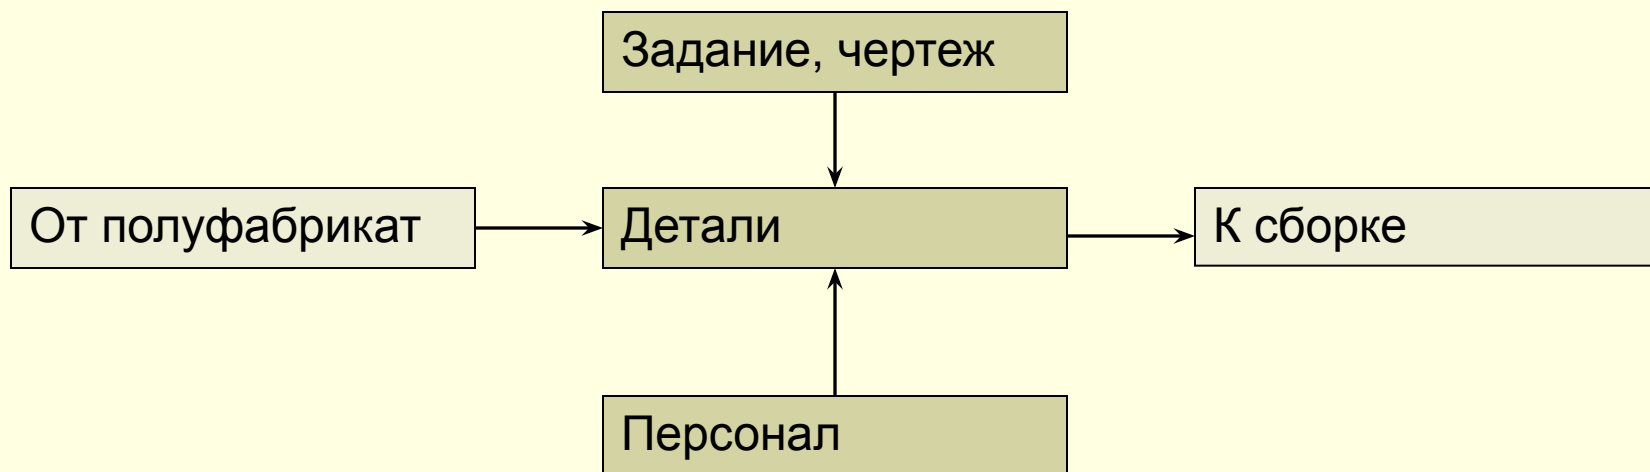 Задание, чертеж
От полуфабрикат
Детали
К сборке
Персонал